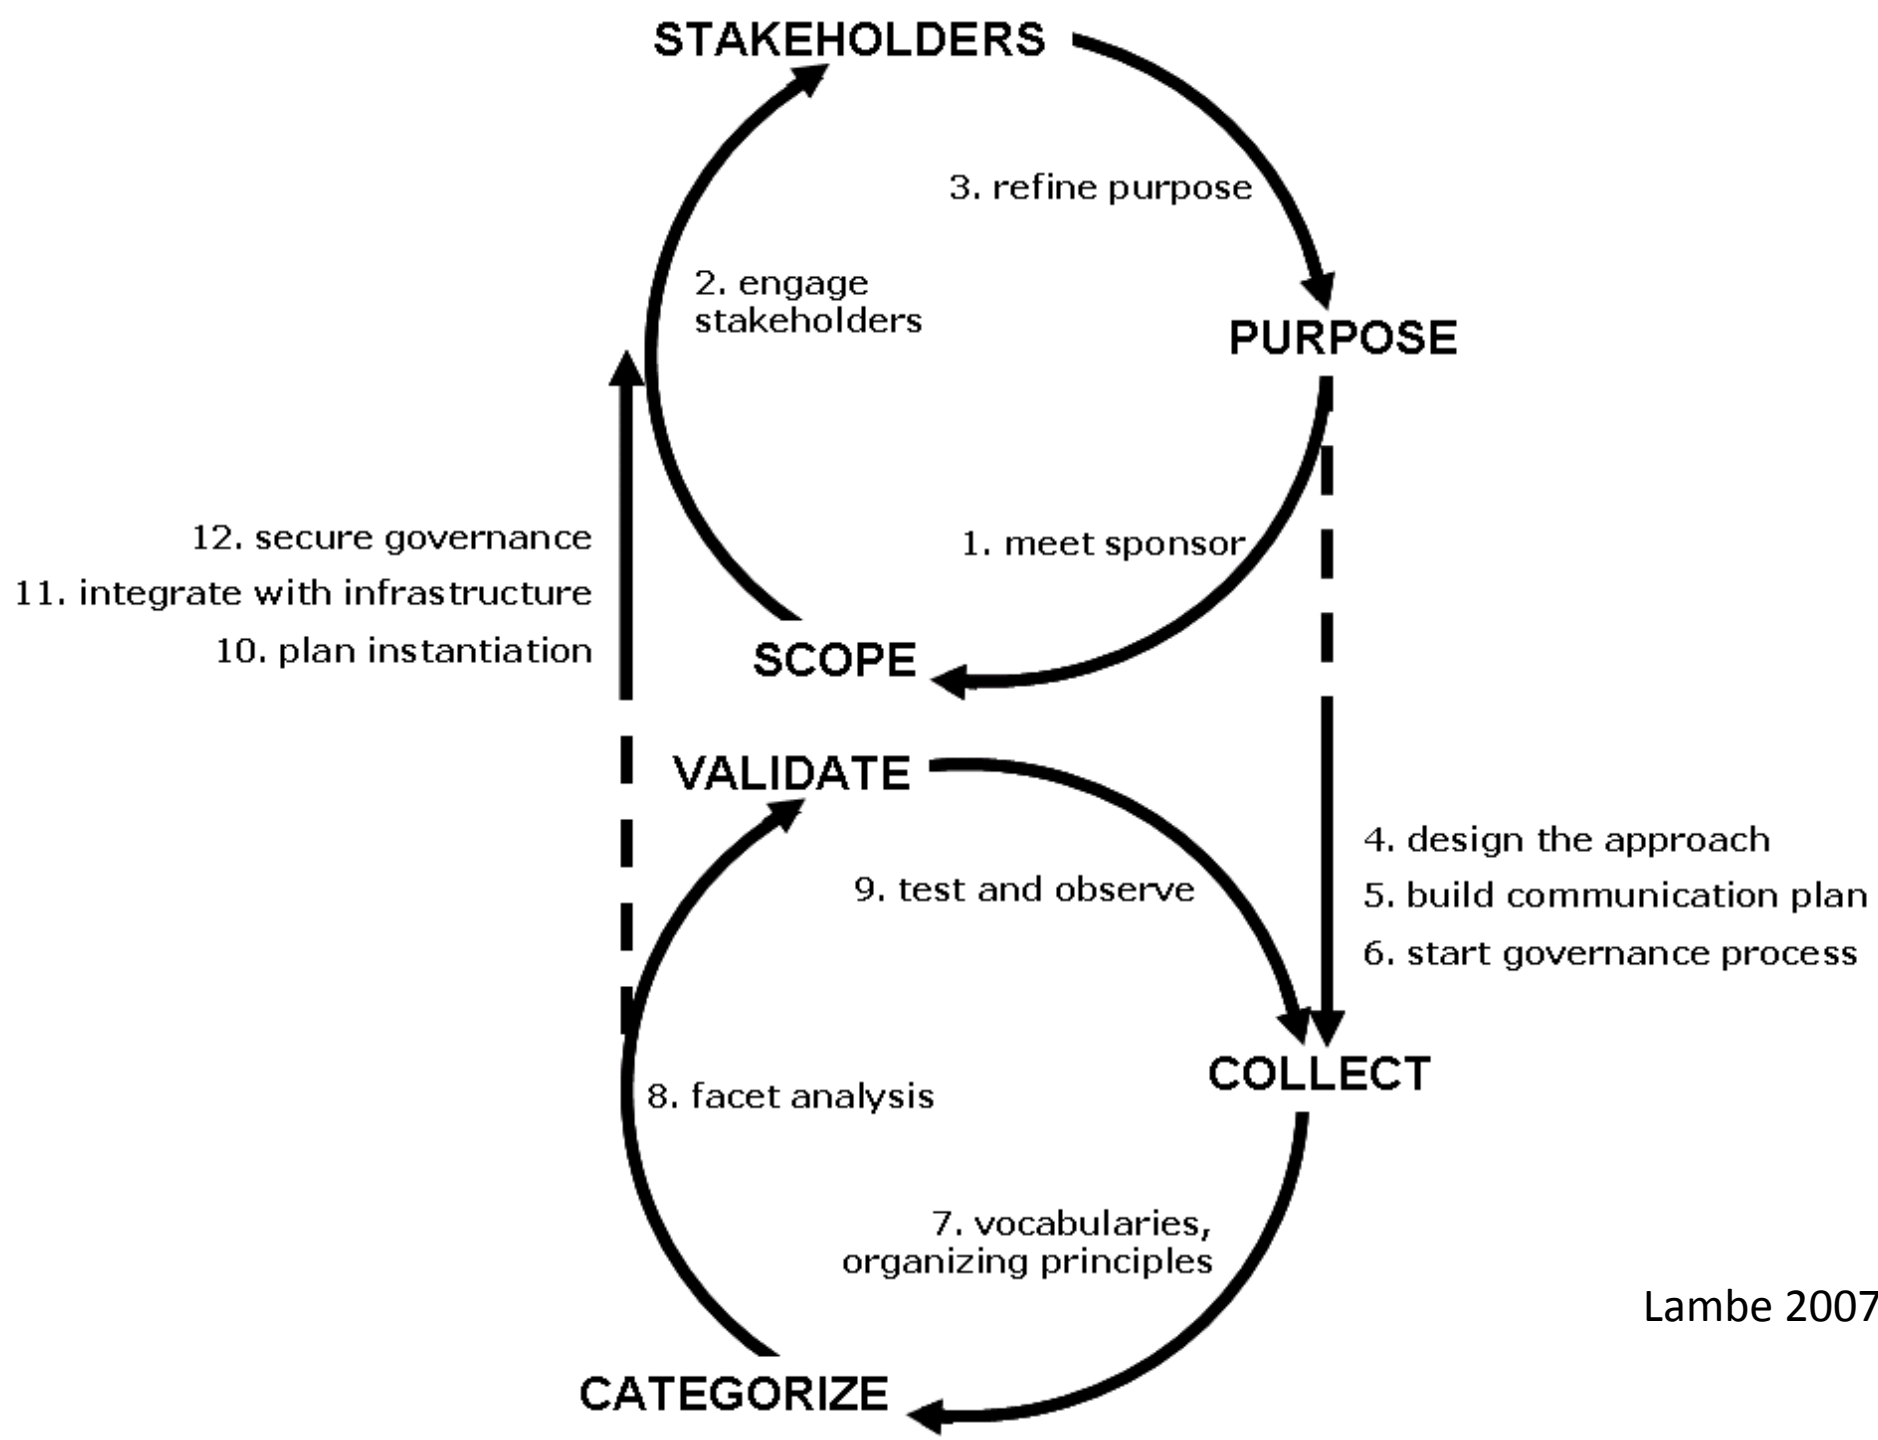 STAKEHOLDERS
3. refine purpose
2. engage
stakeholders
PURPOSE
12. secure governance
1. meet sponsor
11. integrate with infrastructure
10. plan instantiation
SCOPE
VALIDATE
4. design the approach
9. test and observe
5. build communication plan
6. start governance process
COLLECT
8. facet analysis
7. vocabularies,
organizing principles
Lambe 2007
CATEGORIZE